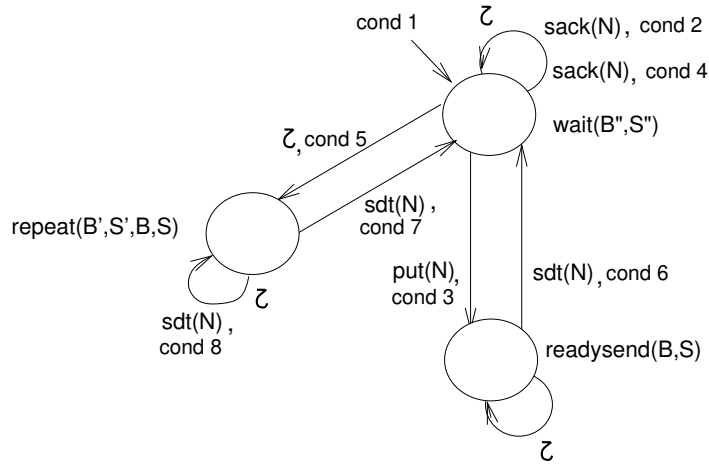 cond 1
ζ
sack(N), cond 2
sack(N), cond 4
wait(B",S")
ζ, cond 5
repeat(B',S',B,S)
sdt(N),
cond 7
put(N),
cond 3
sdt(N), cond 6
ζ
sdt(N),
cond 8
readysend(B,S)
ζ